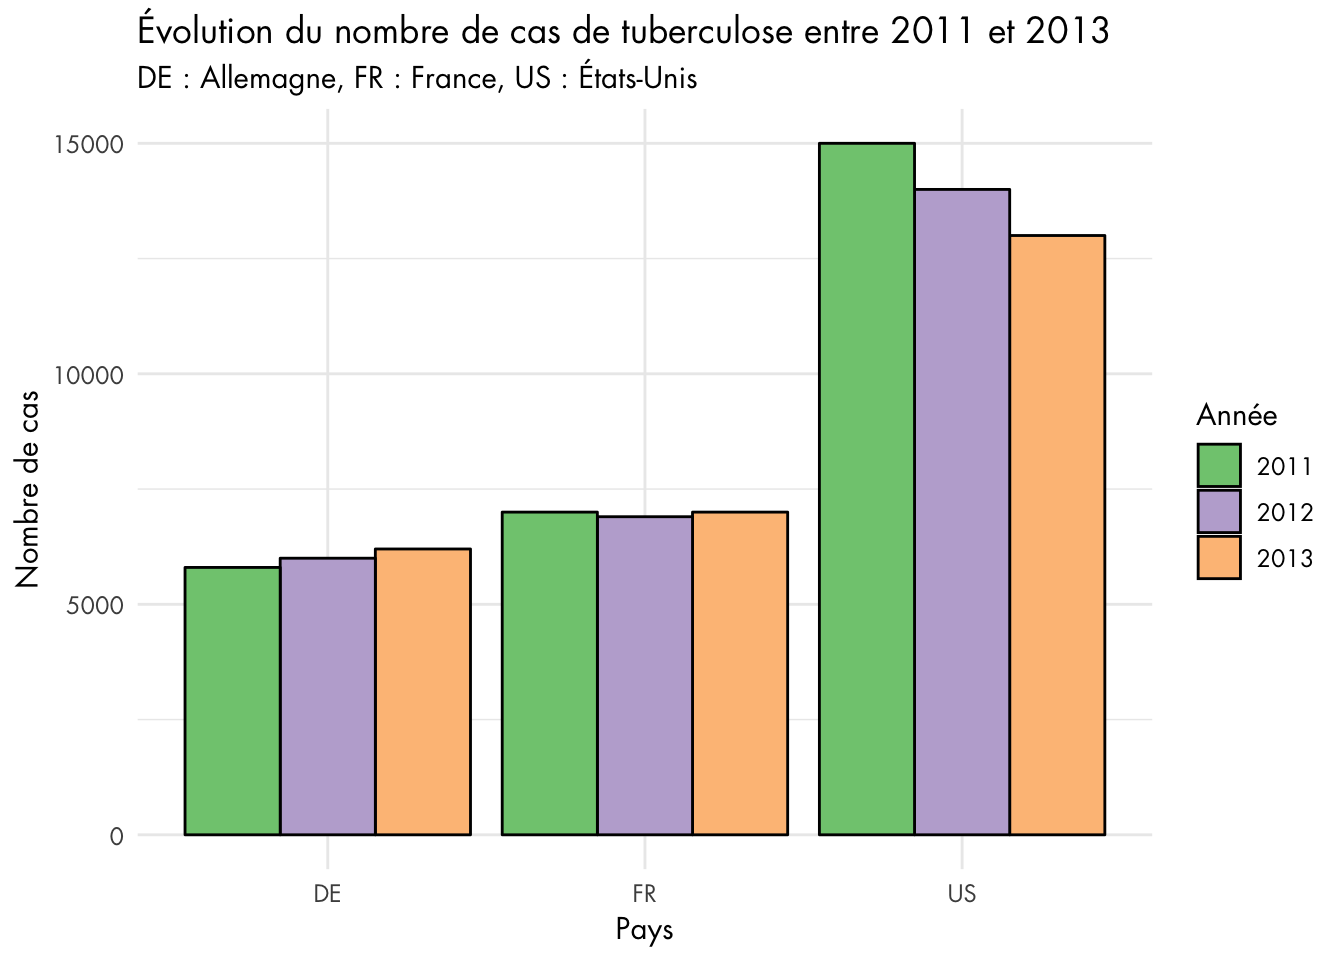 Évolution du nombre de cas de tuberculose entre 2011 et 2013
DE : Allemagne, FR : France, US : États-Unis
15000
10000
5000
0
Nombre de cas
DE
FR
US
Pays
Année
2011
2012
2013